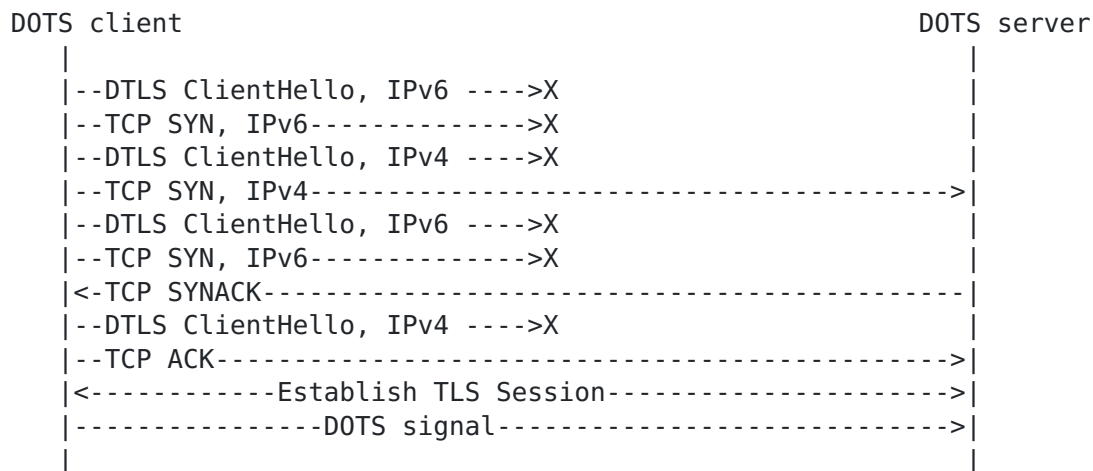 DOTS client                                               DOTS server
   |                                                         |
   |--DTLS ClientHello, IPv6 ---->X                          |
   |--TCP SYN, IPv6-------------->X                          |
   |--DTLS ClientHello, IPv4 ---->X                          |
   |--TCP SYN, IPv4----------------------------------------->|
   |--DTLS ClientHello, IPv6 ---->X                          |
   |--TCP SYN, IPv6-------------->X                          |
   |<-TCP SYNACK---------------------------------------------|
   |--DTLS ClientHello, IPv4 ---->X                          |
   |--TCP ACK----------------------------------------------->|
   |<------------Establish TLS Session---------------------->|
   |----------------DOTS signal----------------------------->|
   |                                                         |